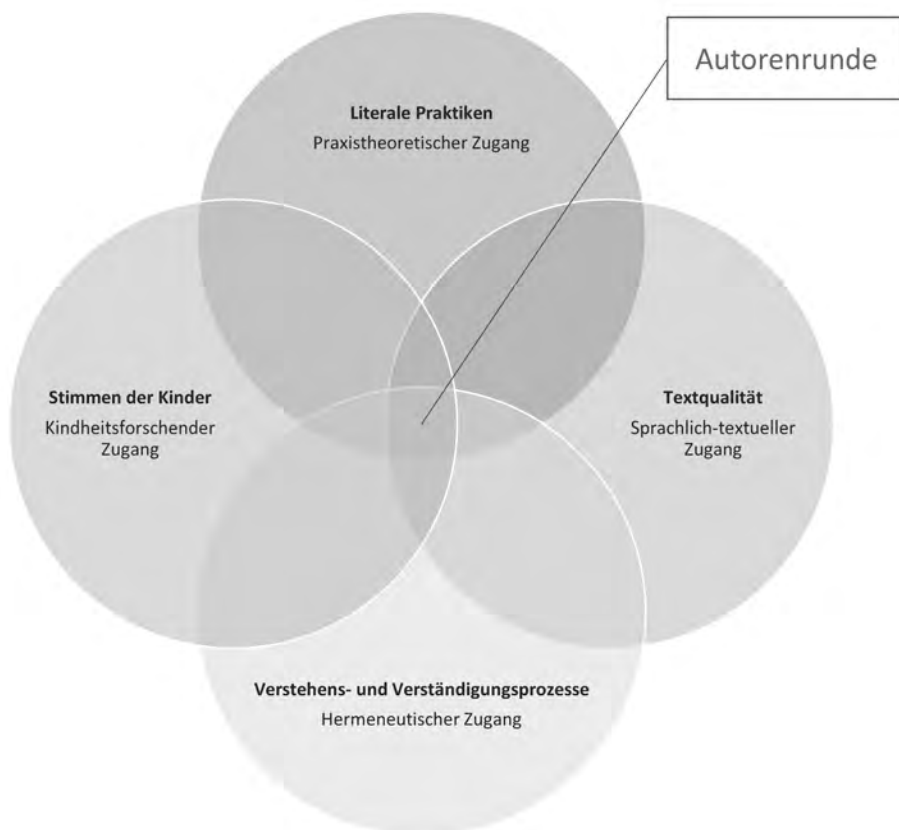 Autorenrunde
Literale Praktiken
Praxistheoretischer Zugang
Stimmen der Kinder
Kindheitsforschender
Zugang
Textqualität
Sprachlich-textueller
Zugang
Verstehens- und Verständigungsprozesse
Hermeneutischer Zugang